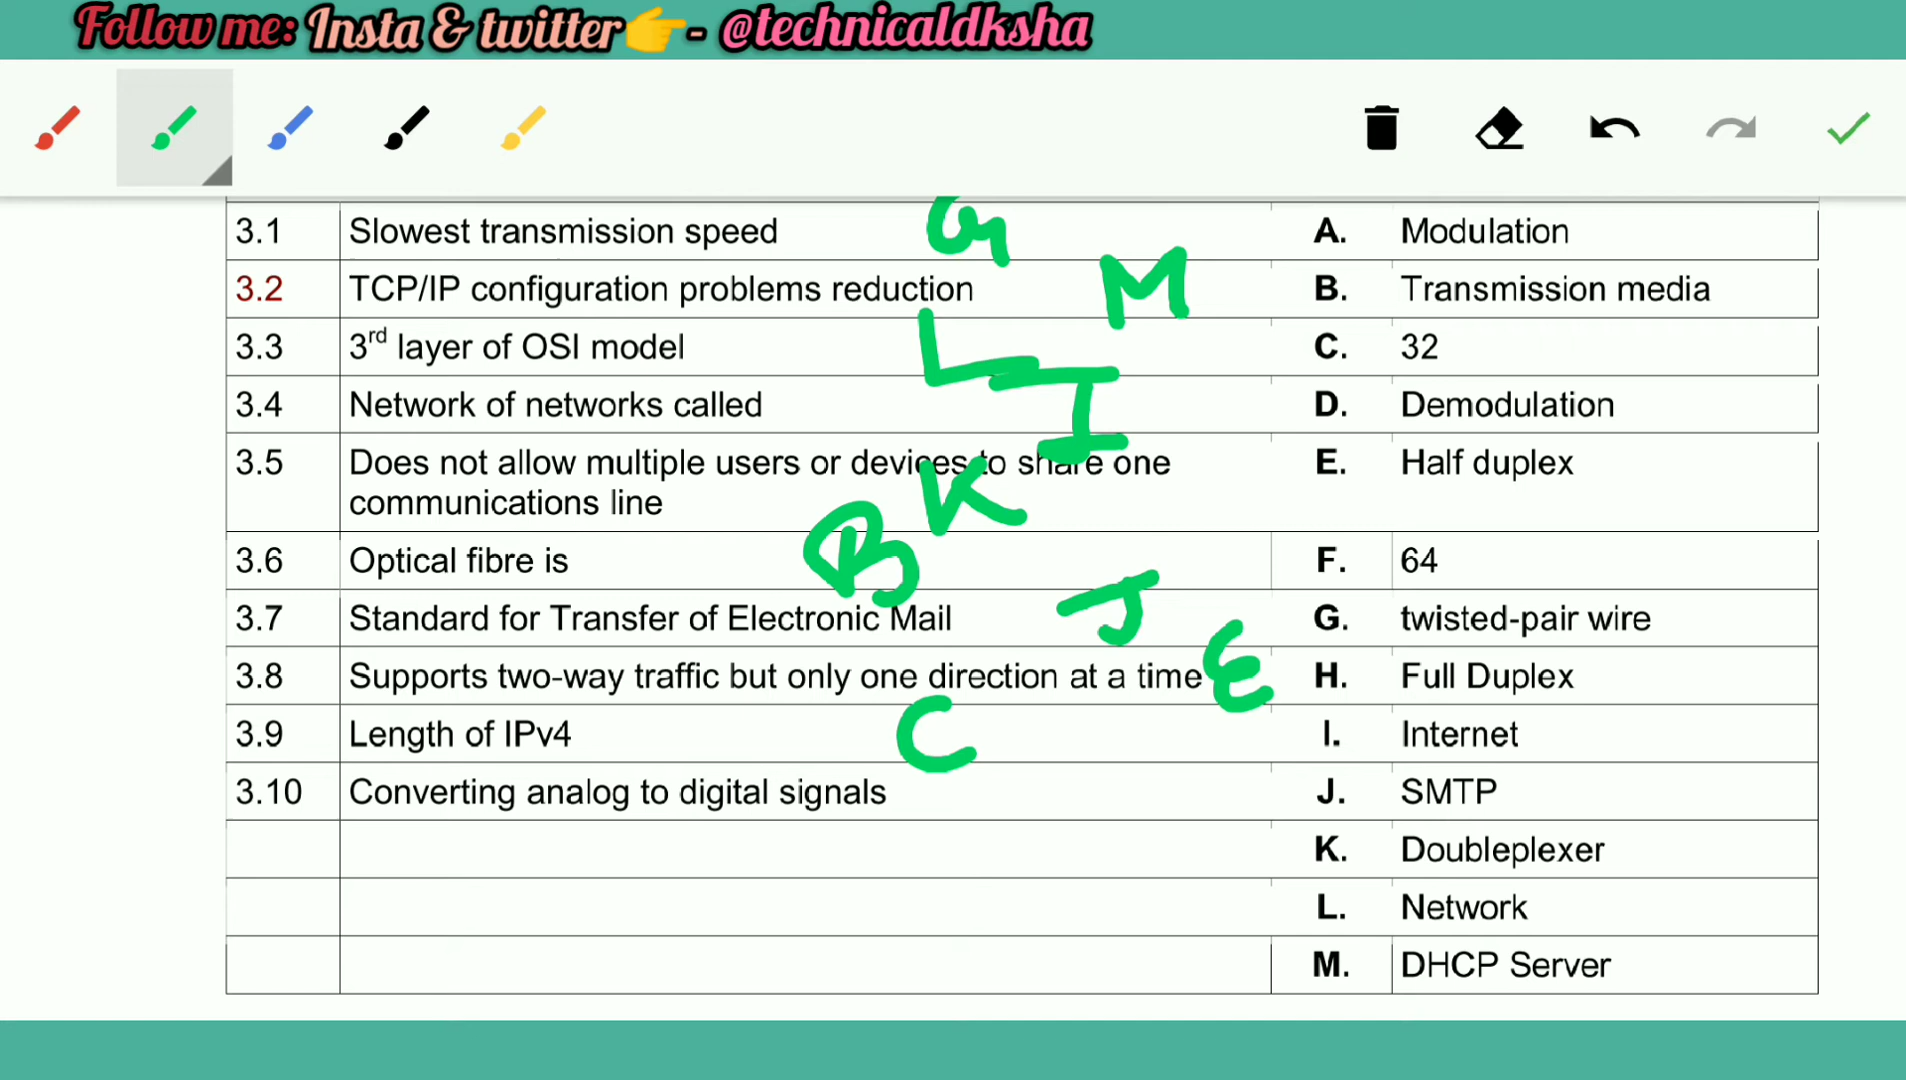 Follow me: Insta & twitter👉- @technicaldksha
G
3.1 Slowest transmission speed A. Modulation
M
3.2 TCP/IP configuration problems reduction B. Transmission media
L
3.3 3rd layer of OSI model C. 32
I
3.4 Network of networks called D. Demodulation
3.5 Does not allow multiple users or devices to share one E. Half duplex
K
communications line
B
3.6 Optical fibre is F. 64
J
3.7 Standard for Transfer of Electronic Mail G. twisted-pair wire
3.8 Supports two-way traffic but only one direction at a time E H. Full Duplex
3.9 Length of IPv4 C I. Internet
3.10 Converting analog to digital signals J. SMTP
K. Doubleplexer
L. Network
M. DHCP Server